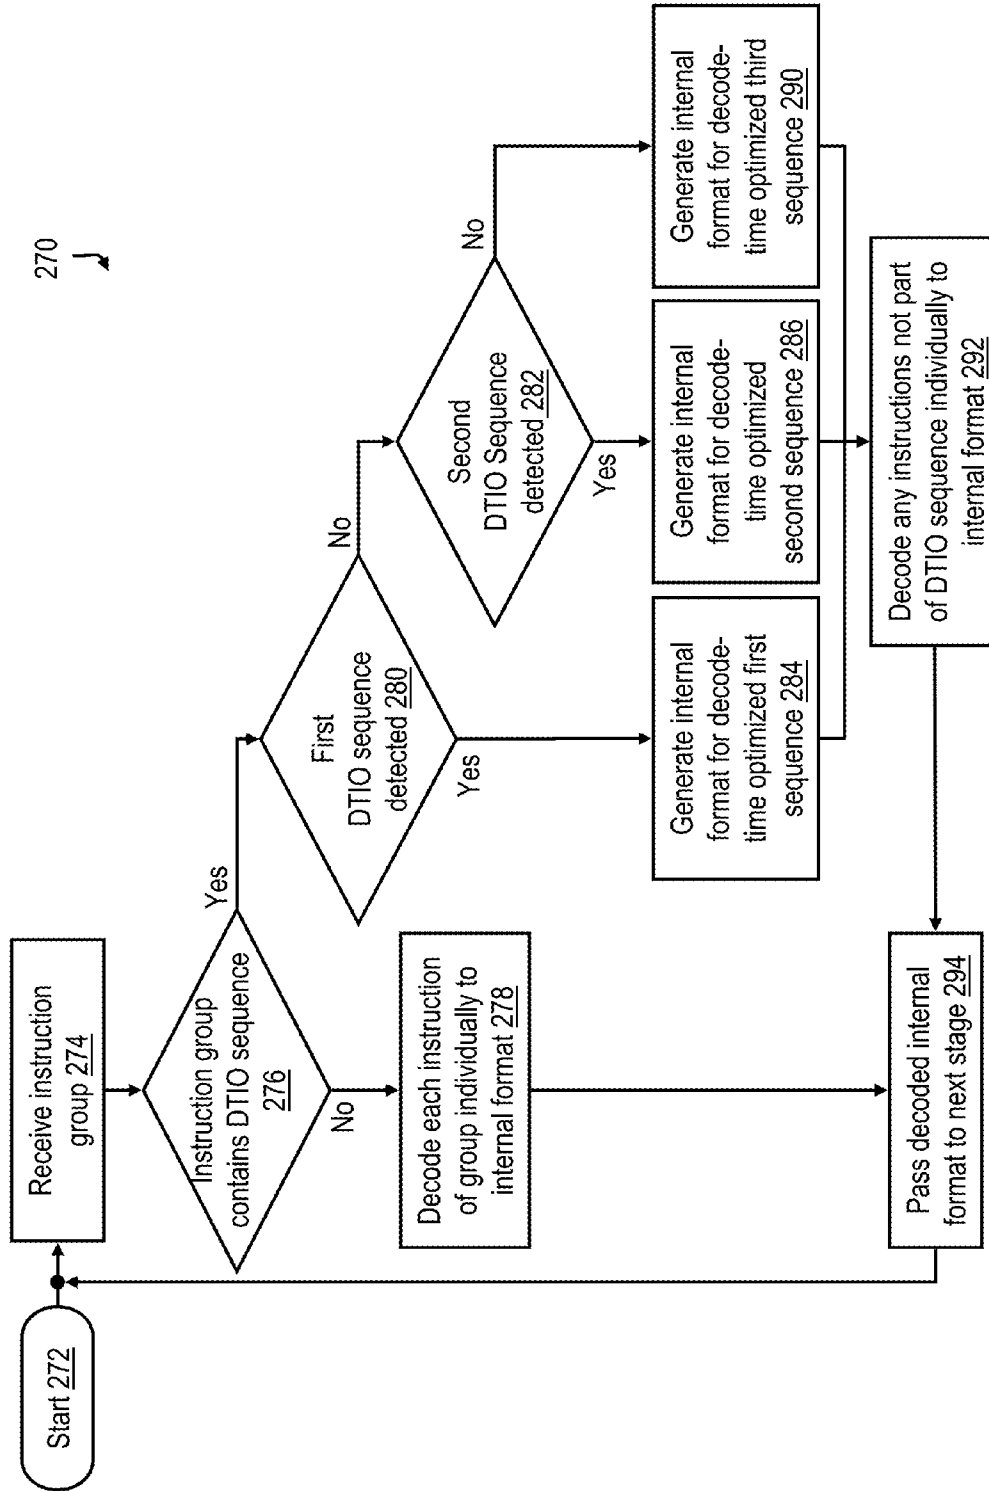 270
Start 272
Receive instruction
group 274
Instruction group
contains DTIO sequence
276
Yes
No
Decode each instruction
of group individually to
internal format 278
First
DTIO sequence
detected 280
No
Yes
Second
DTIO Sequence
detected 282
No
Yes
Generate internal
format for decode-
time optimized first
sequence 284
Generate internal
format for decode-
time optimized
second sequence 286
Generate internal
format for decode-
time optimized third
sequence 290
Decode any instructions not part
of DTIO sequence individually to
internal format 292
Pass decoded internal
format to next stage 294